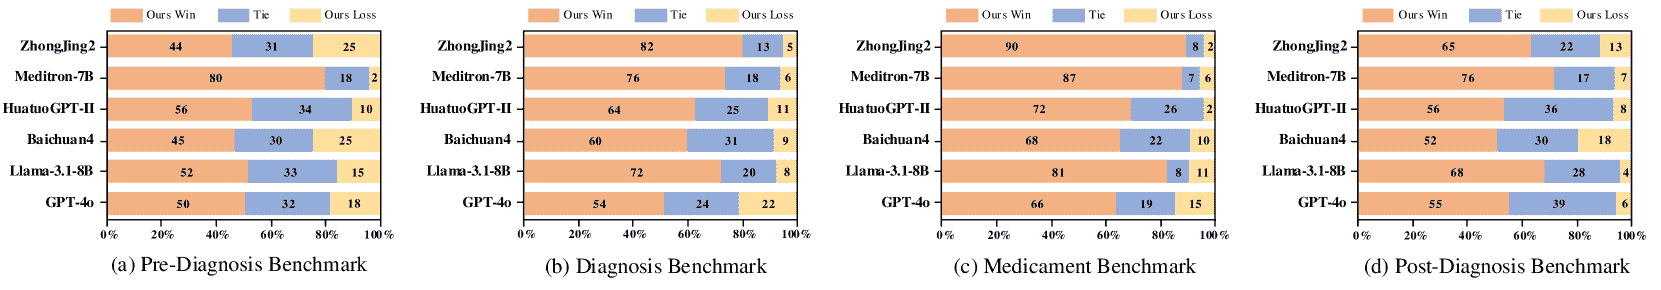 Ours Win Tie Ours Loss
ZhongJing2 44 31 25
Meditron-7B 80 18 2
HuatuoGPT-II 56 34 10
Baichuan4 45 30 25
Llama-3.1-8B 52 33 15
GPT-4o 50 32 18
0% 20% 40% 60% 80% 100%
(a) Pre-Diagnosis Benchmark
Ours Win Tie Ours Loss
ZhongJing2 82 13 5
Meditron-7B 76 18 6
HuatuoGPT-II 64 25 11
Baichuan4 60 31 9
Llama-3.1-8B 72 20 8
GPT-4o 54 24 22
0% 20% 40% 60% 80% 100%
(b) Diagnosis Benchmark
Ours Win Tie Ours Loss
ZhongJing2 90 8 2
Meditron-7B 87 7 6
HuatuoGPT-II 72 26 2
Baichuan4 68 22 10
Llama-3.1-8B 81 8 11
GPT-4o 66 19 15
0% 20% 40% 60% 80% 100%
(c) Medicament Benchmark
Ours Win Tie Ours Loss
ZhongJing2 65 22 13
Meditron-7B 76 17 7
HuatuoGPT-II 56 36 8
Baichuan4 52 30 18
Llama-3.1-8B 68 28 4
GPT-4o 55 39 6
0% 20% 40% 60% 80% 100%
(d) Post-Diagnosis Benchmark